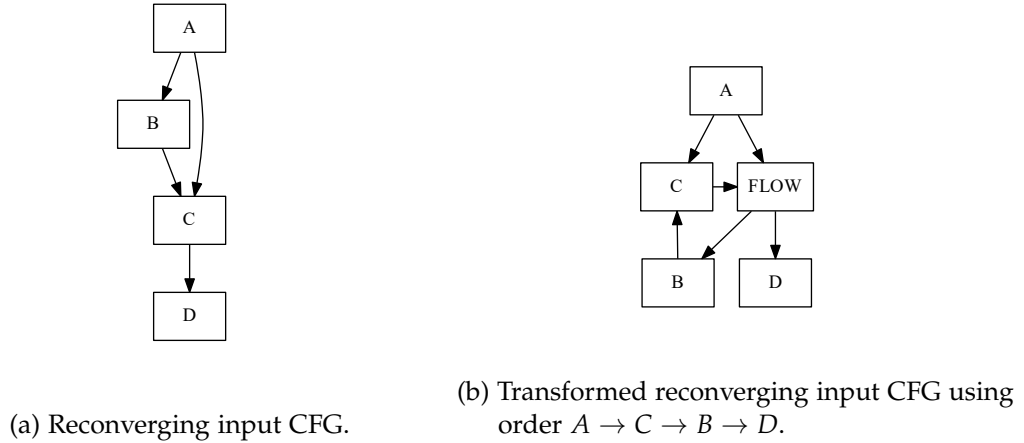 A
B
C
D
(a) Reconverging input CFG.
A
C
FLOW
B
D
(b) Transformed reconverging input CFG using
order A → C → B → D.